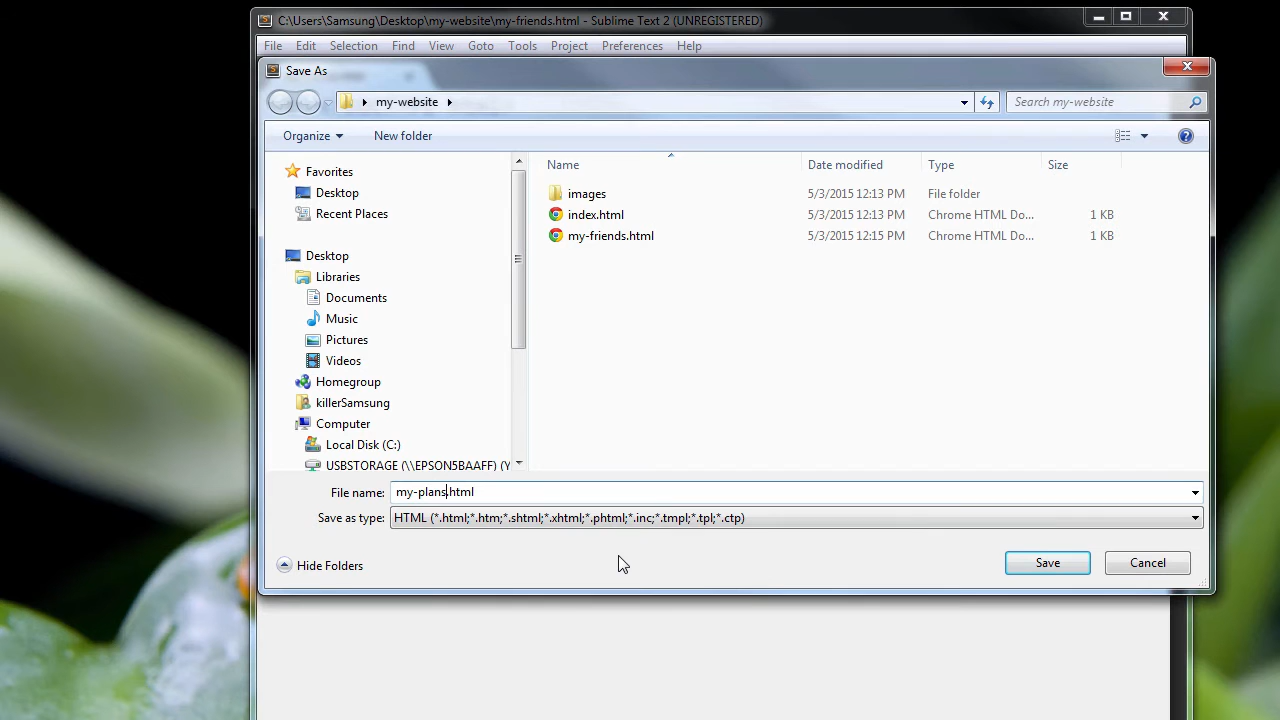 C:\Users\Samsung\Desktop\my-website\my-friends.html - Sublime Text 2 (UNREGISTERED)
File Edit Selection Find View Goto Tools Project Preferences Help
Save As
my-website
Search my-website
Organize New folder
Name Date modified Type Size
Favorites
Desktop
Recent Places
Desktop
Libraries
Documents
Music
Pictures
Videos
Homegroup
killerSamsung
Computer
Local Disk (C:)
USBSTORAGE (\\EPSON5BAAFF) (Y
images 5/3/2015 12:13 PM File folder
index.html 5/3/2015 12:13 PM Chrome HTML Do... 1 KB
my-friends.html 5/3/2015 12:15 PM Chrome HTML Do... 1 KB
File name: my-plans.html
Save as type: HTML (*.html;*.htm;*.shtml;*.xhtml;*.phtml;*.inc;*.tmpl;*.tpl;*.ctp)
Hide Folders
Save Cancel